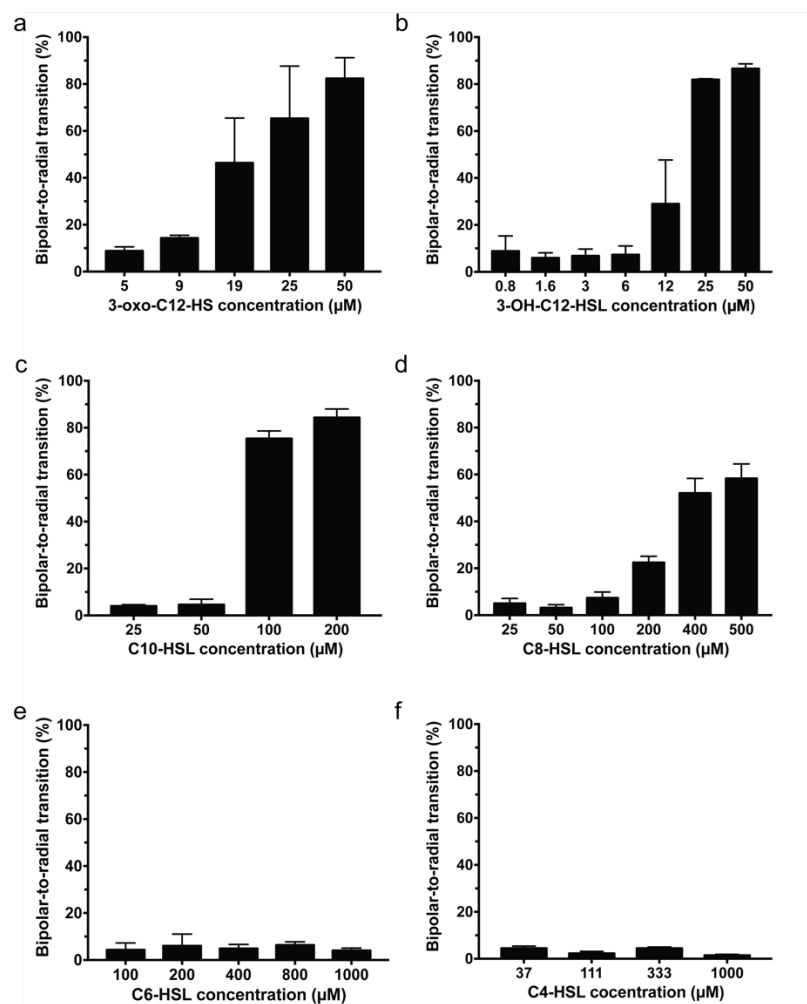 a
Bipolar-to-radial transition (%)
100
80
60
40
20
0
5 9 19 25 50
3-oxo-C12-HS concentration (µM)
b
Bipolar-to-radial transition (%)
100
80
60
40
20
0
0.8 1.6 3 6 12 25 50
3-OH-C12-HSL concentration (µM)
c
Bipolar-to-radial transition (%)
100
80
60
40
20
0
25 50 100 200
C10-HSL concentration (µM)
d
Bipolar-to-radial transition (%)
100
80
60
40
20
0
25 50 100 200 400 500
C8-HSL concentration (µM)
e
Bipolar-to-radial transition (%)
100
80
60
40
20
0
100 200 400 800 1000
C6-HSL concentration (µM)
f
Bipolar-to-radial transition (%)
100
80
60
40
20
0
37 111 333 1000
C4-HSL cocentration (µM)